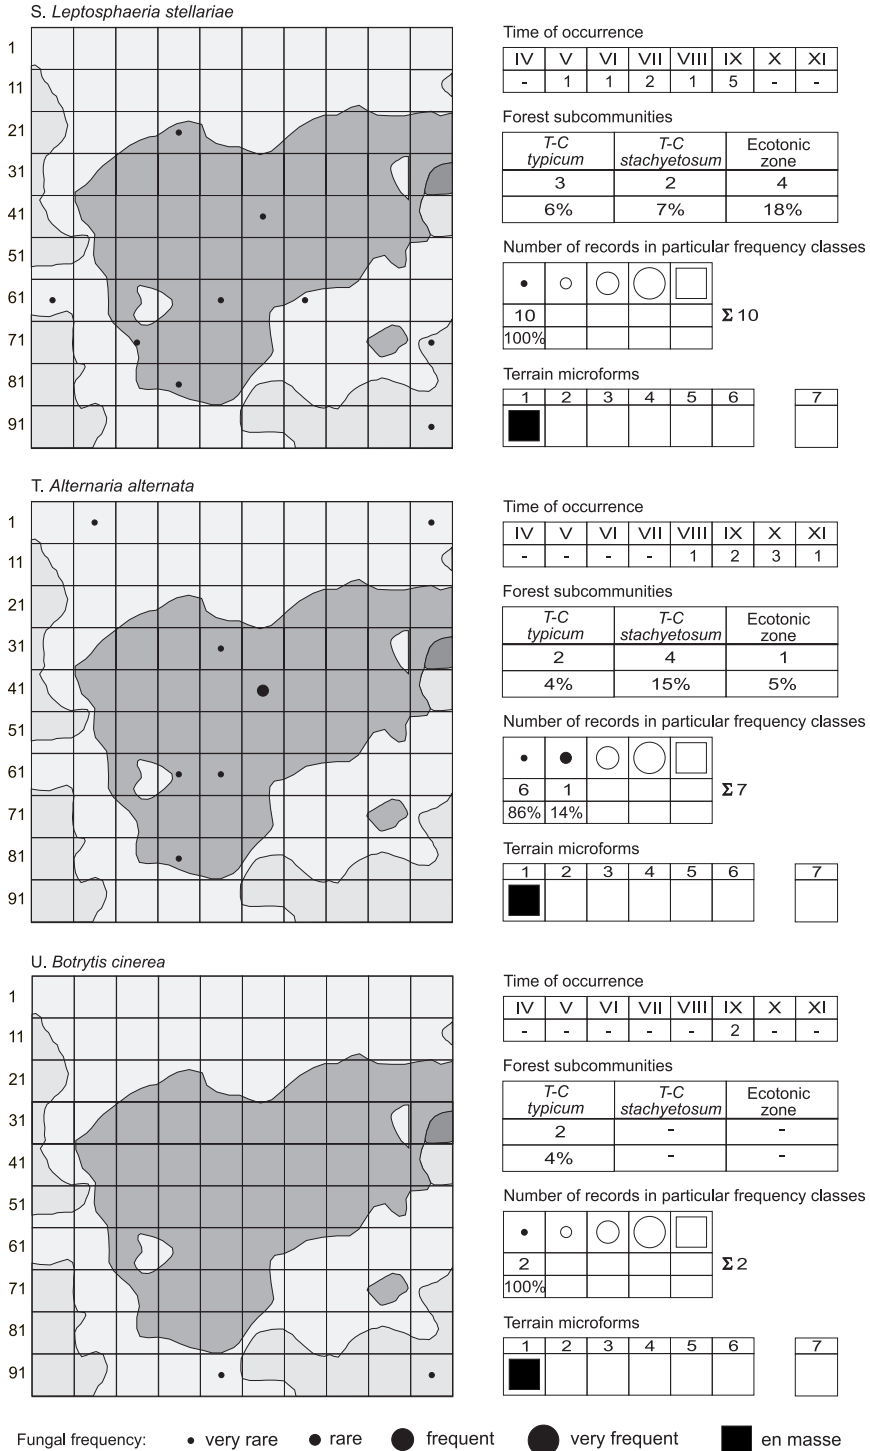 S. Leptosphaeria stellariae
1
11
21
31
41
51
61
71
81
91
Time of occurrence
IV V VI VII VIII IX X XI
- 1 1 2 1 5 - -
Forest subcommunities
T-C typicum T-C stachyetosum Ecotonic zone
3 2 4
6% 7% 18%
Number of records in particular frequency classes
10
100%
Σ 10
Terrain microforms
1 2 3 4 5 6 7
T. Alternaria alternata
1
11
21
31
41
51
61
71
81
91
Time of occurrence
IV V VI VII VIII IX X XI
- - - - 1 2 3 1
Forest subcommunities
T-C typicum T-C stachyetosum Ecotonic zone
2 4 1
4% 15% 5%
Number of records in particular frequency classes
6 1
86% 14%
Σ 7
Terrain microforms
1 2 3 4 5 6 7
U. Botrytis cinerea
1
11
21
31
41
51
61
71
81
91
Time of occurrence
IV V VI VII VIII IX X XI
- - - - - 2 - -
Forest subcommunities
T-C typicum T-C stachyetosum Ecotonic zone
2 - -
4% - -
Number of records in particular frequency classes
2
100%
Σ 2
Terrain microforms
1 2 3 4 5 6 7
Fungal frequency: very rare rare frequent very frequent en masse